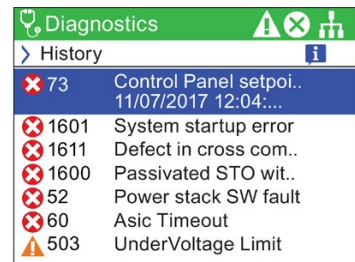 Diagnostics
History
73 Control Panel setpoi..
11/07/2017 12:04:...
1601 System startup error
1611 Defect in cross com..
1600 Passivated STO wit..
52 Power stack SW fault
60 Asic Timeout
503 UnderVoltage Limit